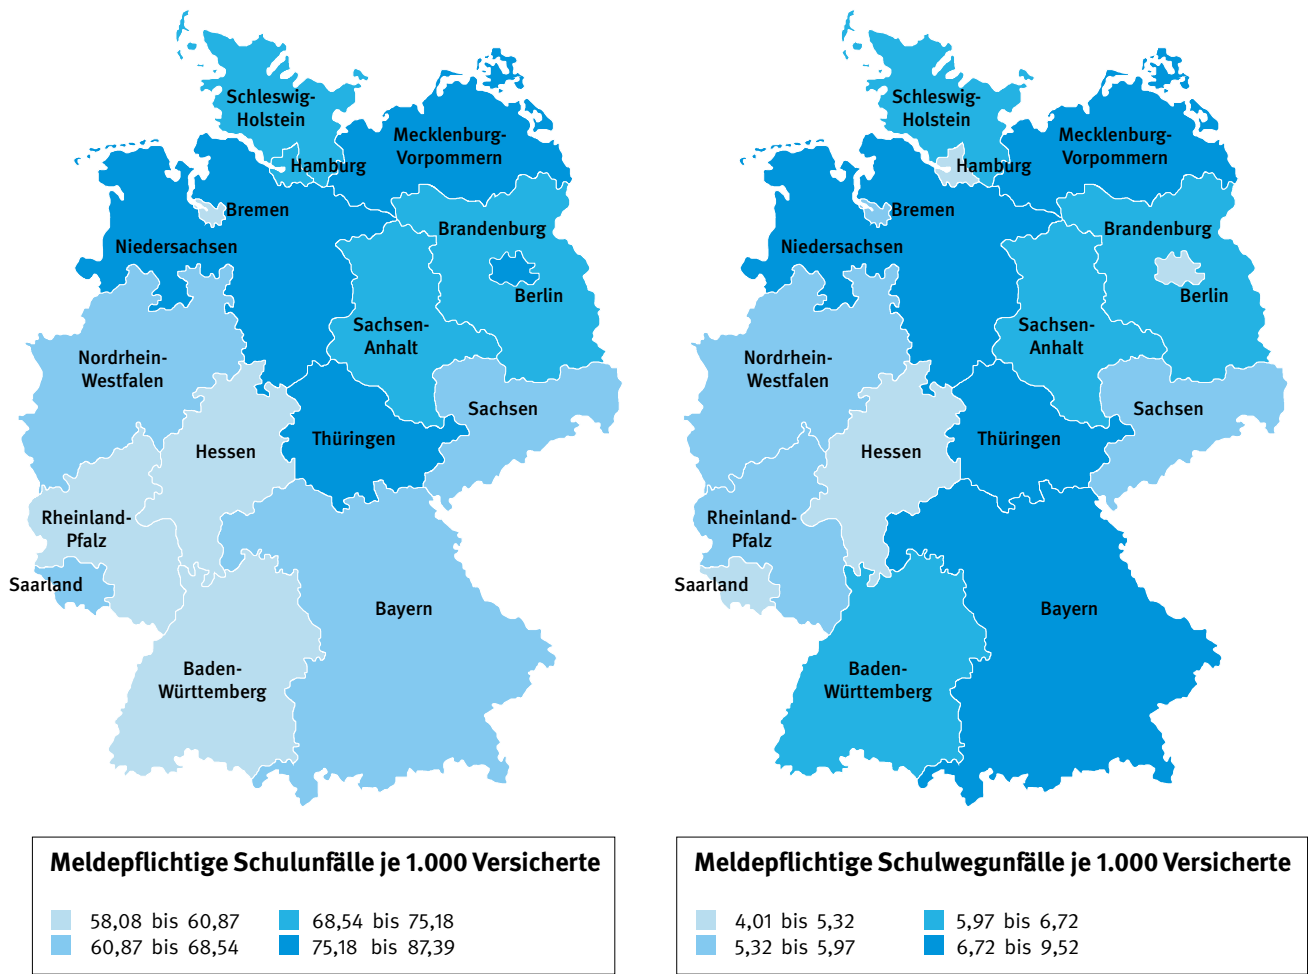 Schleswig-
Holstein
Mecklenburg-
Vorpommern
Hamburg
Bremen
Brandenburg
Niedersachsen
Berlin
Sachsen-
Anhalt
Nordrhein-
Westfalen
Sachsen
Thüringen
Hessen
Rheinland-
Pfalz
Saarland
Bayern
Baden-
Württemberg
Meldepflichtige Schulunfälle je 1.000 Versicherte
58,08 bis 60,87
68,54 bis 75,18
60,87 bis 68,54
75,18 bis 87,39
Schleswig-
Holstein
Mecklenburg-
Vorpommern
Hamburg
Bremen
Brandenburg
Niedersachsen
Berlin
Sachsen-
Anhalt
Nordrhein-
Westfalen
Sachsen
Thüringen
Hessen
Rheinland-
Pfalz
Saarland
Bayern
Baden-
Württemberg
Meldepflichtige Schulwegunfälle je 1.000 Versicherte
4,01 bis 5,32
5,97 bis 6,72
5,32 bis 5,97
6,72 bis 9,52